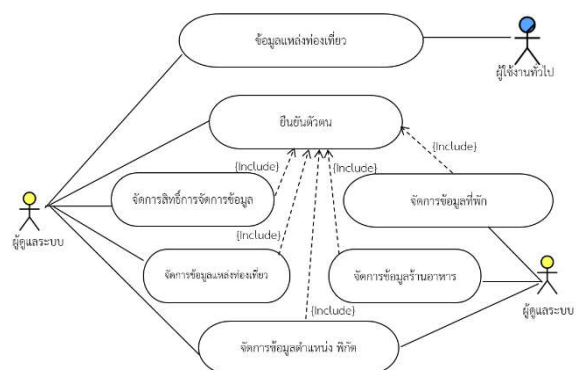 ข้อมูลแหล่งท่องเที่ยว
ผู้ใช้งานทั่วไป
ยืนยันตัวตน
{Include}
{Include}
{Include}
จัดการสิทธิ์การจัดการข้อมูล
จัดการข้อมูลที่พัก
ผู้ดูแลระบบ
{Include}
จัดการข้อมูลแหล่งท่องเที่ยว
จัดการข้อมูลร้านอาหาร
ผู้ดูแลระบบ
{Include}
จัดการข้อมูลตำแหน่ง พิกัด